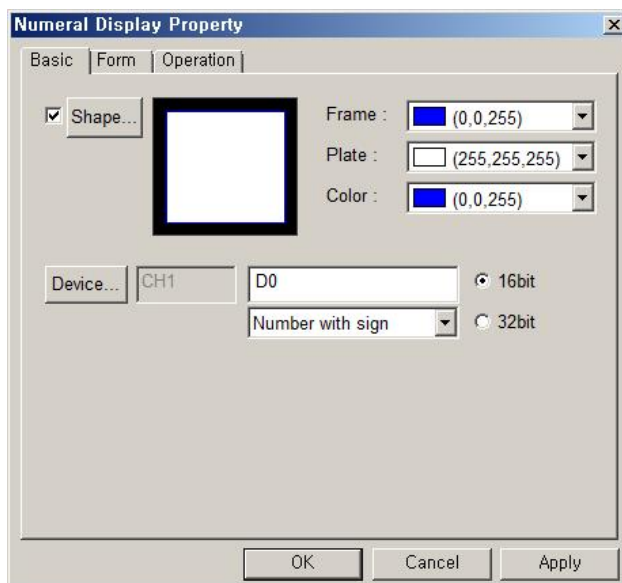 Numeral Display Property
Basic Form Operation
Shape...
Frame : (0,0,255)
Plate : (255,255,255)
Color : (0,0,255)
Device... CH1 D0 16bit
Number with sign 32bit
OK Cancel Apply